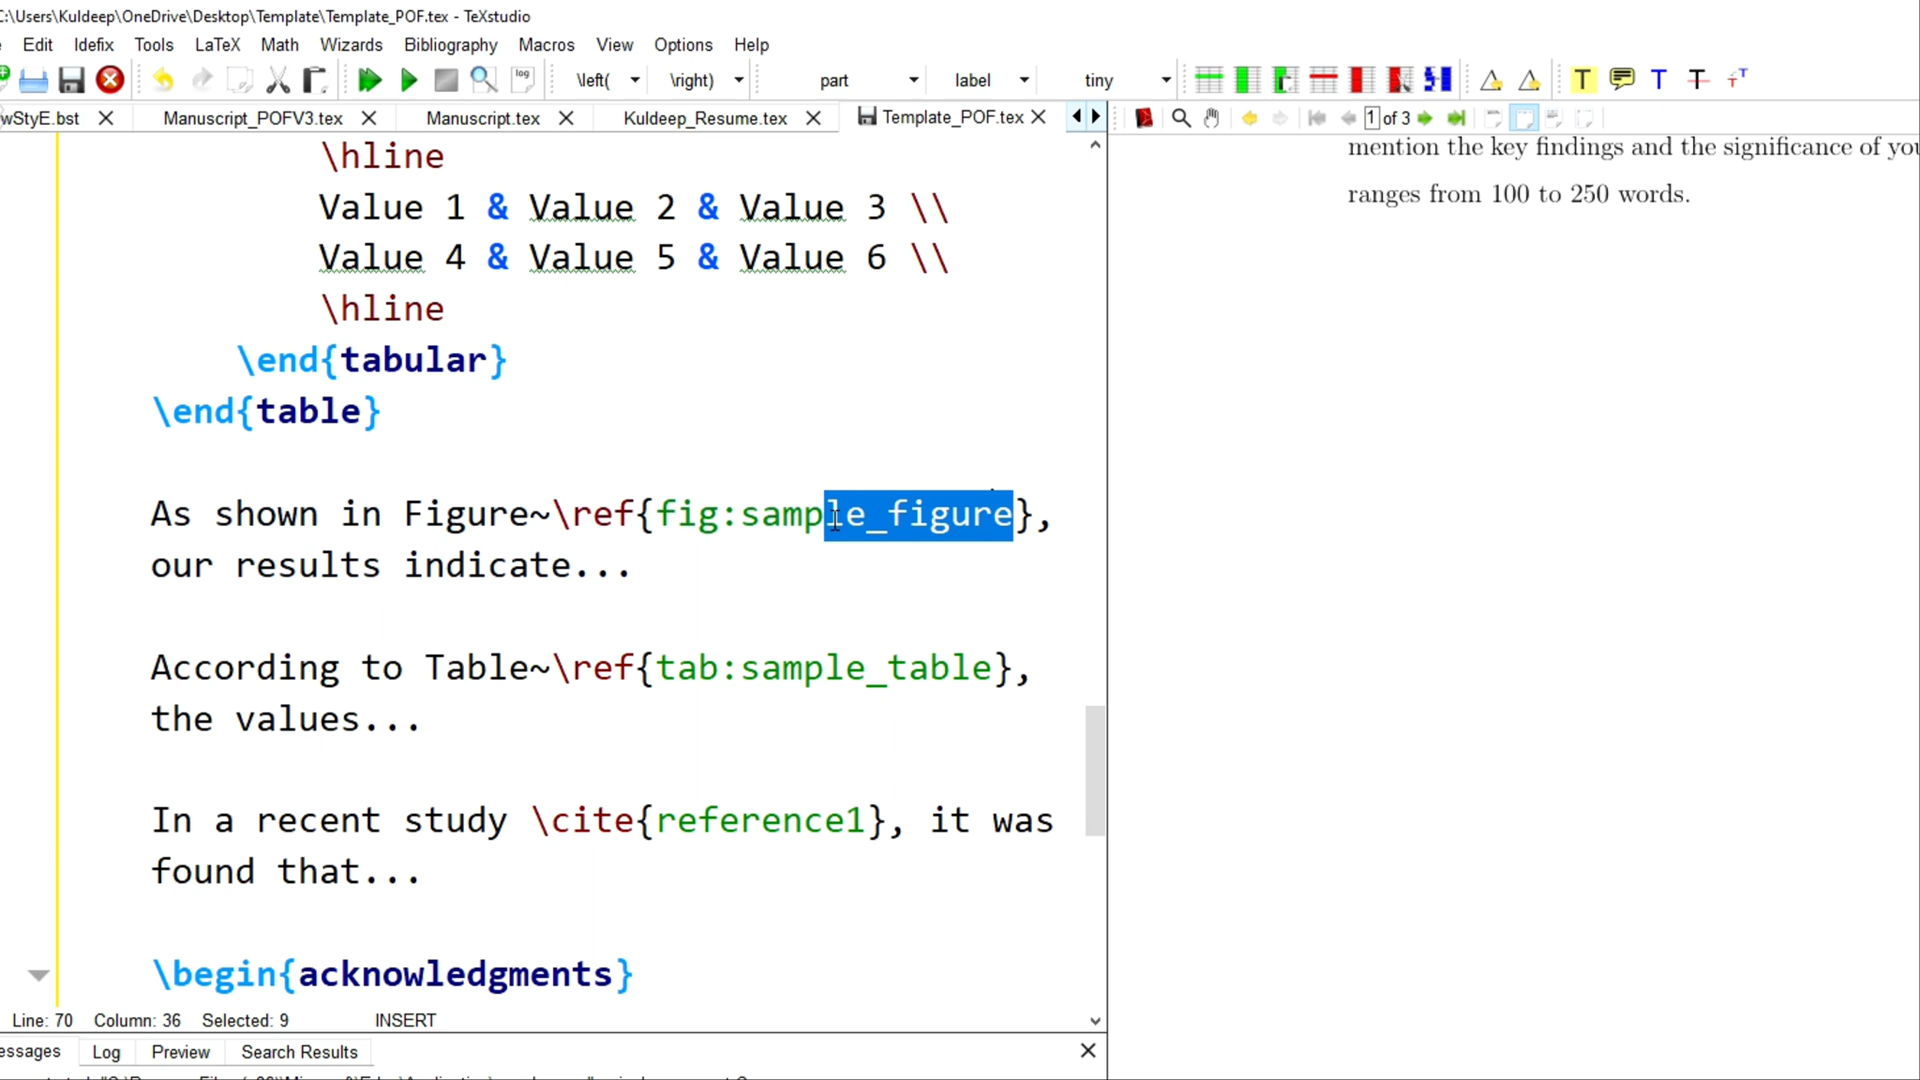 C:\Users\Kuldeep\OneDrive\Desktop\Template\Template_POF.tex - TeXstudio
Edit Idefix Tools LaTeX Math Wizards Bibliography Macros View Options Help
log \left( \right) part label tiny T T T T
wStyE.bst Manuscript_POFV3.tex Manuscript.tex Kuldeep_Resume.tex Template_POF.tex 1 of 3
\hline
Value 1 & Value 2 & Value 3 \\
Value 4 & Value 5 & Value 6 \\
\hline
\end{tabular}
\end{table}
As shown in Figure~\ref{fig:sample_figure},
our results indicate...
According to Table~\ref{tab:sample_table},
the values...
In a recent study \cite{reference1}, it was
found that...
\begin{acknowledgments}
mention the key findings and the significance of you
ranges from 100 to 250 words.
Line: 70 Column: 36 Selected: 9 INSERT
essages Log Preview Search Results